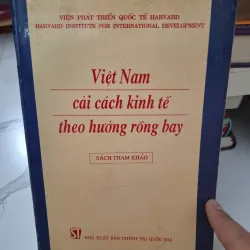 VIỆN PHÁT TRIỂN QUỐC TẾ HARVARD
HARVARD INSTITUTE FOR INTERNATIONAL DEVELOPMENT
Việt Nam
cải cách kinh tế
theo hướng rồng bay
SÁCH THAM KHẢO
ST NHÀ XUẤT BẢN CHÍNH TRỊ QUỐC GIA